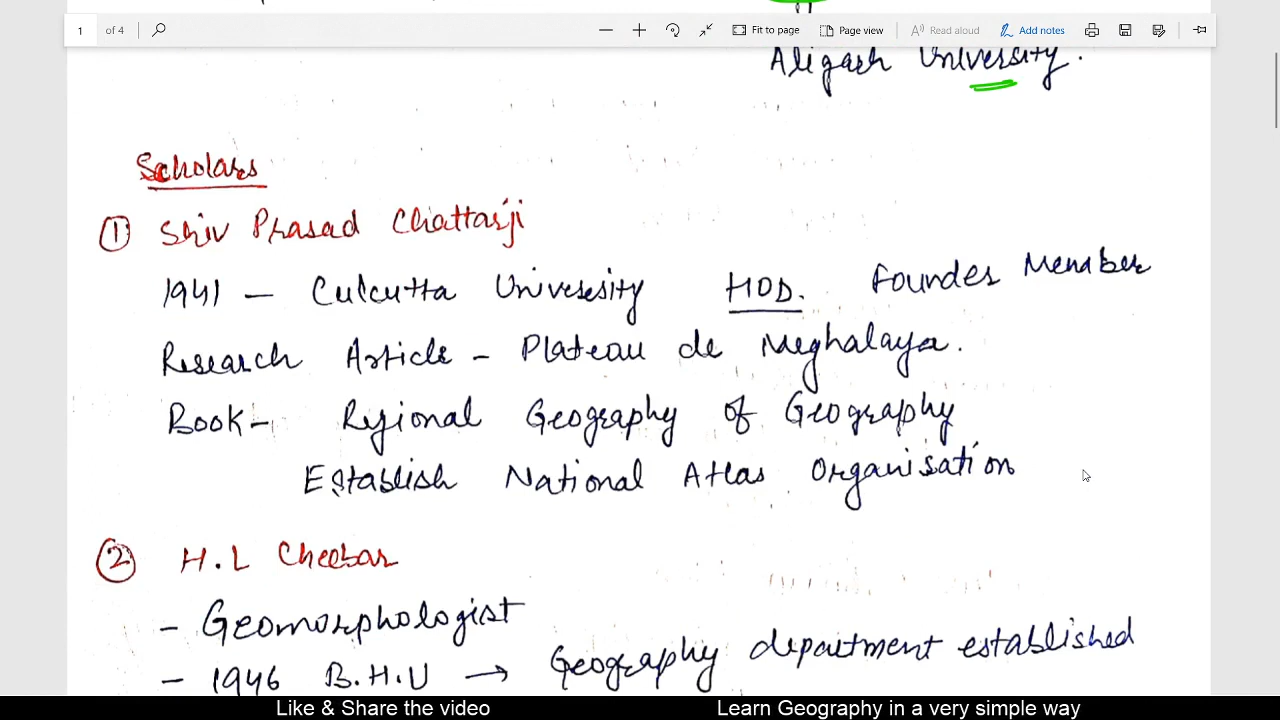 1 of 4 Fit to page Page view Read aloud Add notes
Aligarh University.
Scholars
① Shiv Prasad Chattarji
1941 – Culcutta Univeresity HOD. Founder Member
Research Article – Plateau de Meghalaya.
Book – Regional Geography of Geography
Establish National Atlas Organisation
② H.L Cheebar
- Geomorphologist
- 1946 B.H.U → Geography department established
Like & Share the video Learn Geography in a very simple way